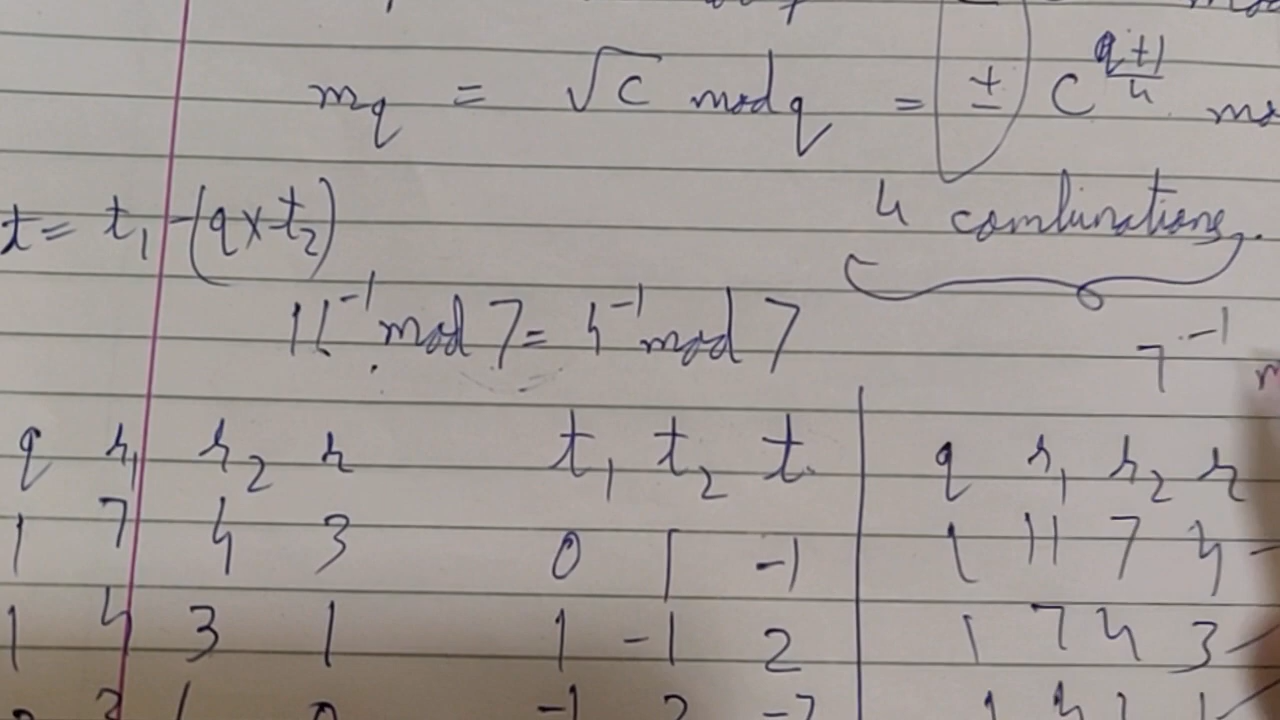 mq = √c mod q = ± c^(q+1)/4
4 combinations.
t = t1 - (q × t2)
11^-1 mod 7 = 4^-1 mod 7
7^-1
q r1 r2 r t1 t2 t q r1 r2 r
1 7 4 3 0 1 -1 1 11 7 4
1 4 3 1 1 -1 2 1 7 4 3